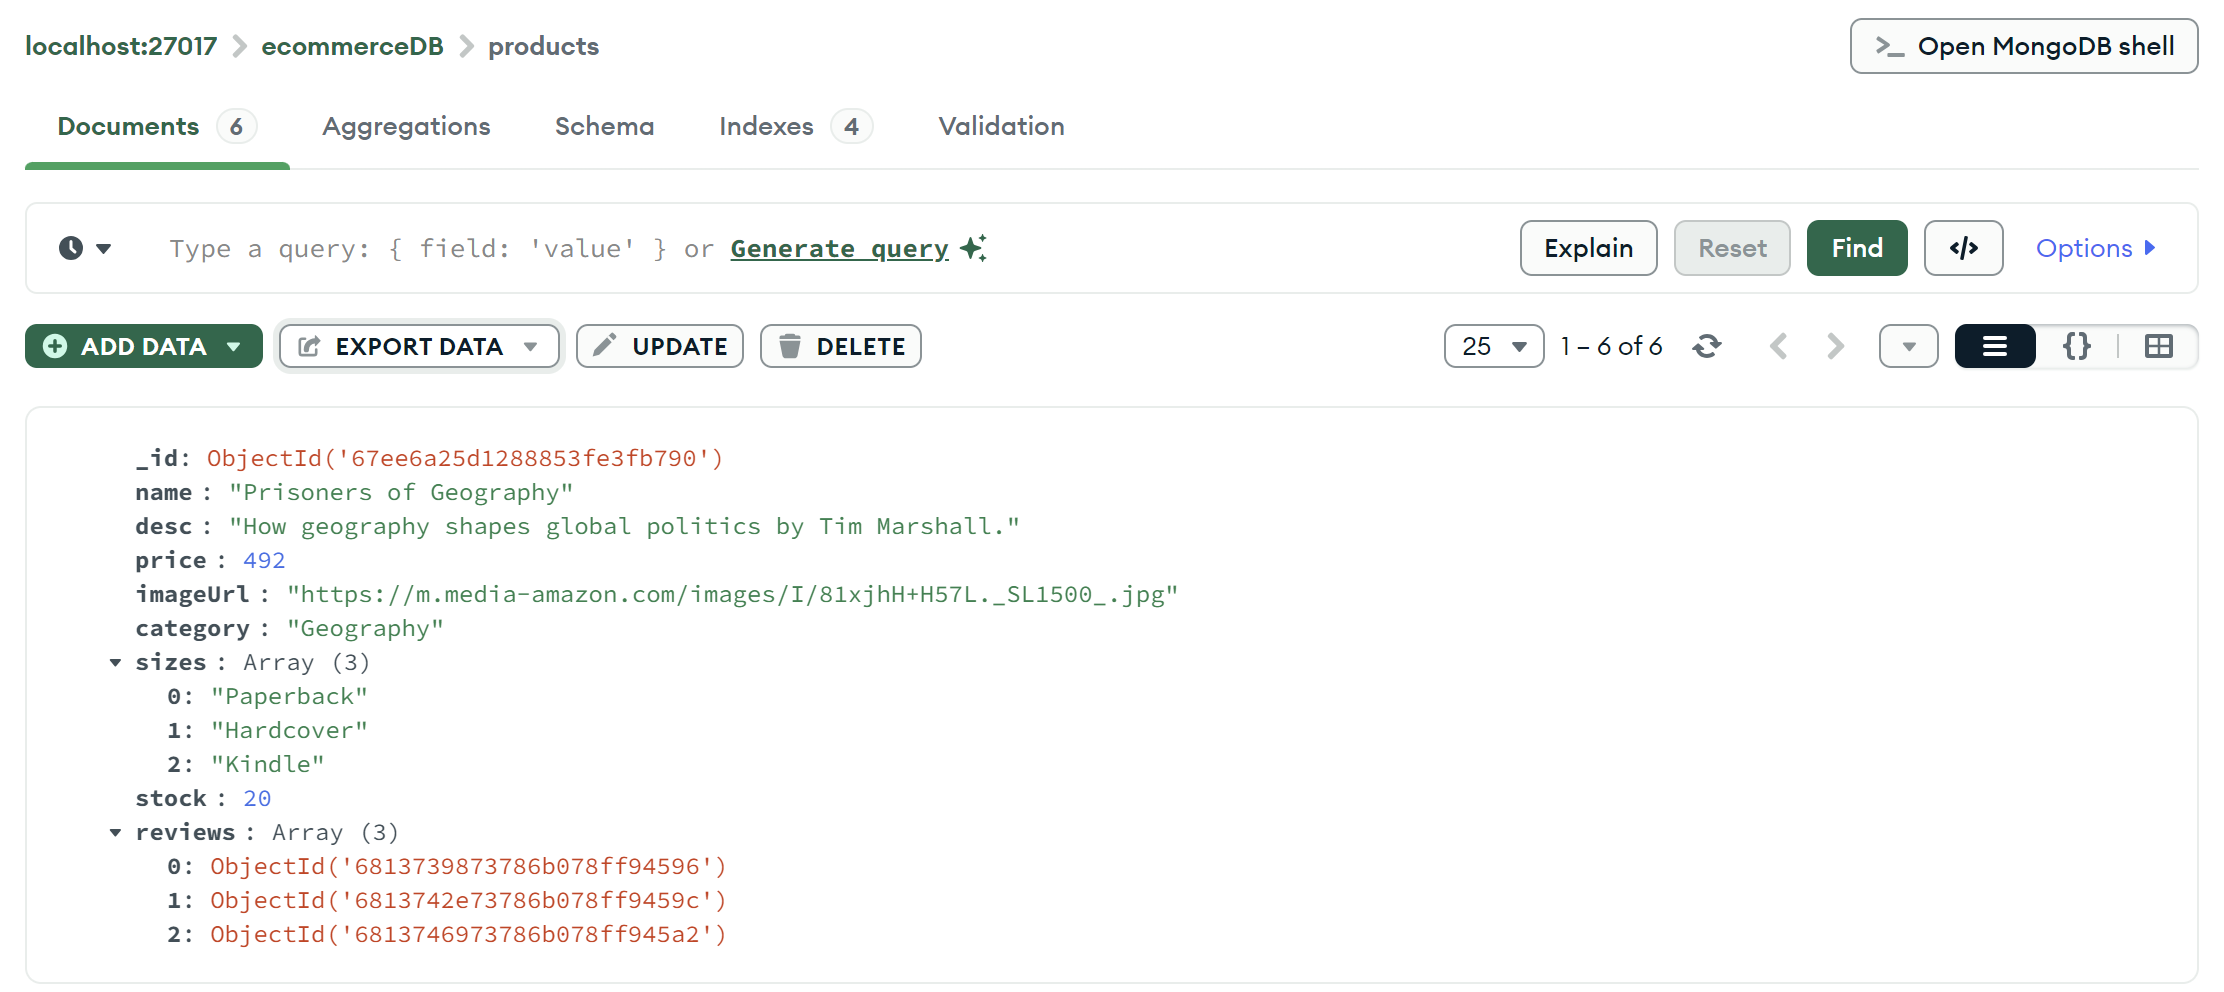 localhost:27017 > ecommerceDB > products
>_ Open MongoDB shell
Documents 6 Aggregations Schema Indexes 4 Validation
Type a query: { field: 'value' } or Generate query Explain Reset Find </> Options
ADD DATA EXPORT DATA UPDATE DELETE 25 1 – 6 of 6 {}
_id: ObjectId('67ee6a25d1288853fe3fb790')
name : "Prisoners of Geography"
desc : "How geography shapes global politics by Tim Marshall."
price : 492
imageUrl : "https://m.media-amazon.com/images/I/81xjhH+H57L._SL1500_.jpg"
category : "Geography"
sizes : Array (3)
0: "Paperback"
1: "Hardcover"
2: "Kindle"
stock : 20
reviews : Array (3)
0: ObjectId('6813739873786b078ff94596')
1: ObjectId('6813742e73786b078ff9459c')
2: ObjectId('6813746973786b078ff945a2')